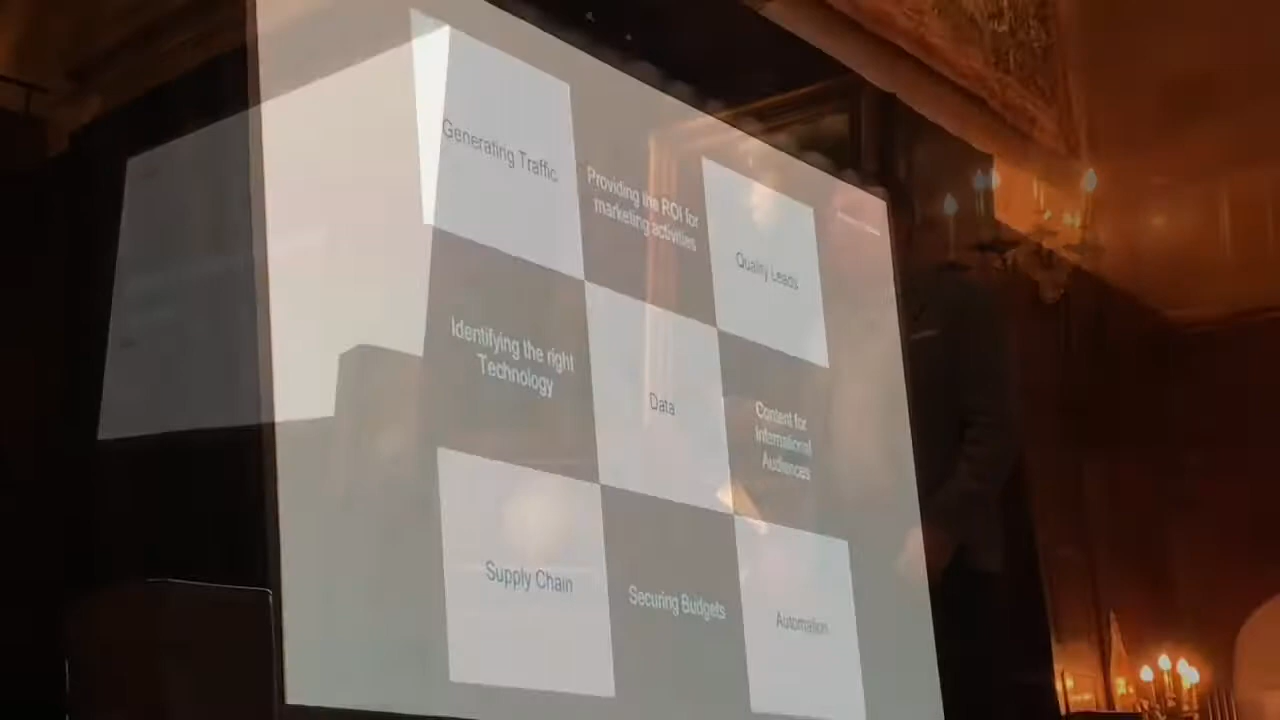 Generating Traffic
Providing the ROI for
marketing activities
Quality Leads
Identifying the right
Technology
Data
Content for
International
Audiences
Supply Chain
Securing Budgets
Automation